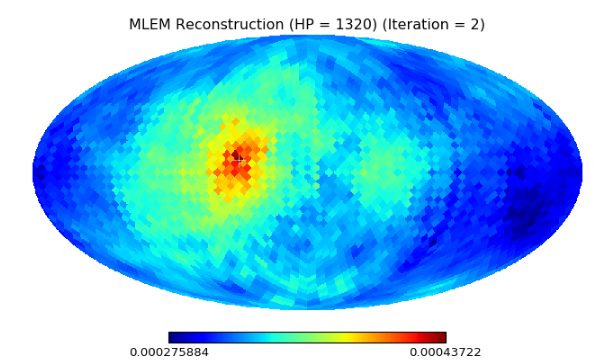 MLEM Reconstruction (HP = 1320) (Iteration = 2)
0.000275884 0.00043722